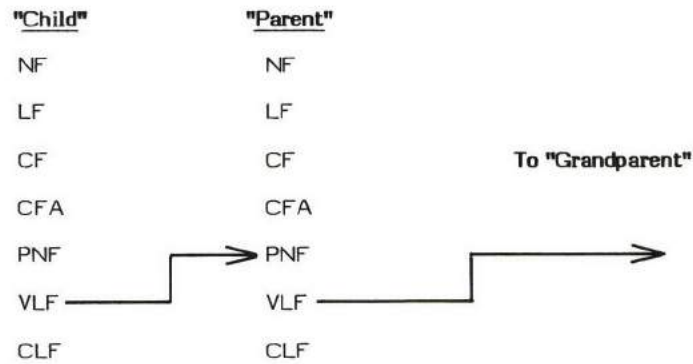 "Child" "Parent"
NF NF
LF LF
CF CF To "Grandparent"
CFA CFA
PNF PNF
VLF VLF
CLF CLF